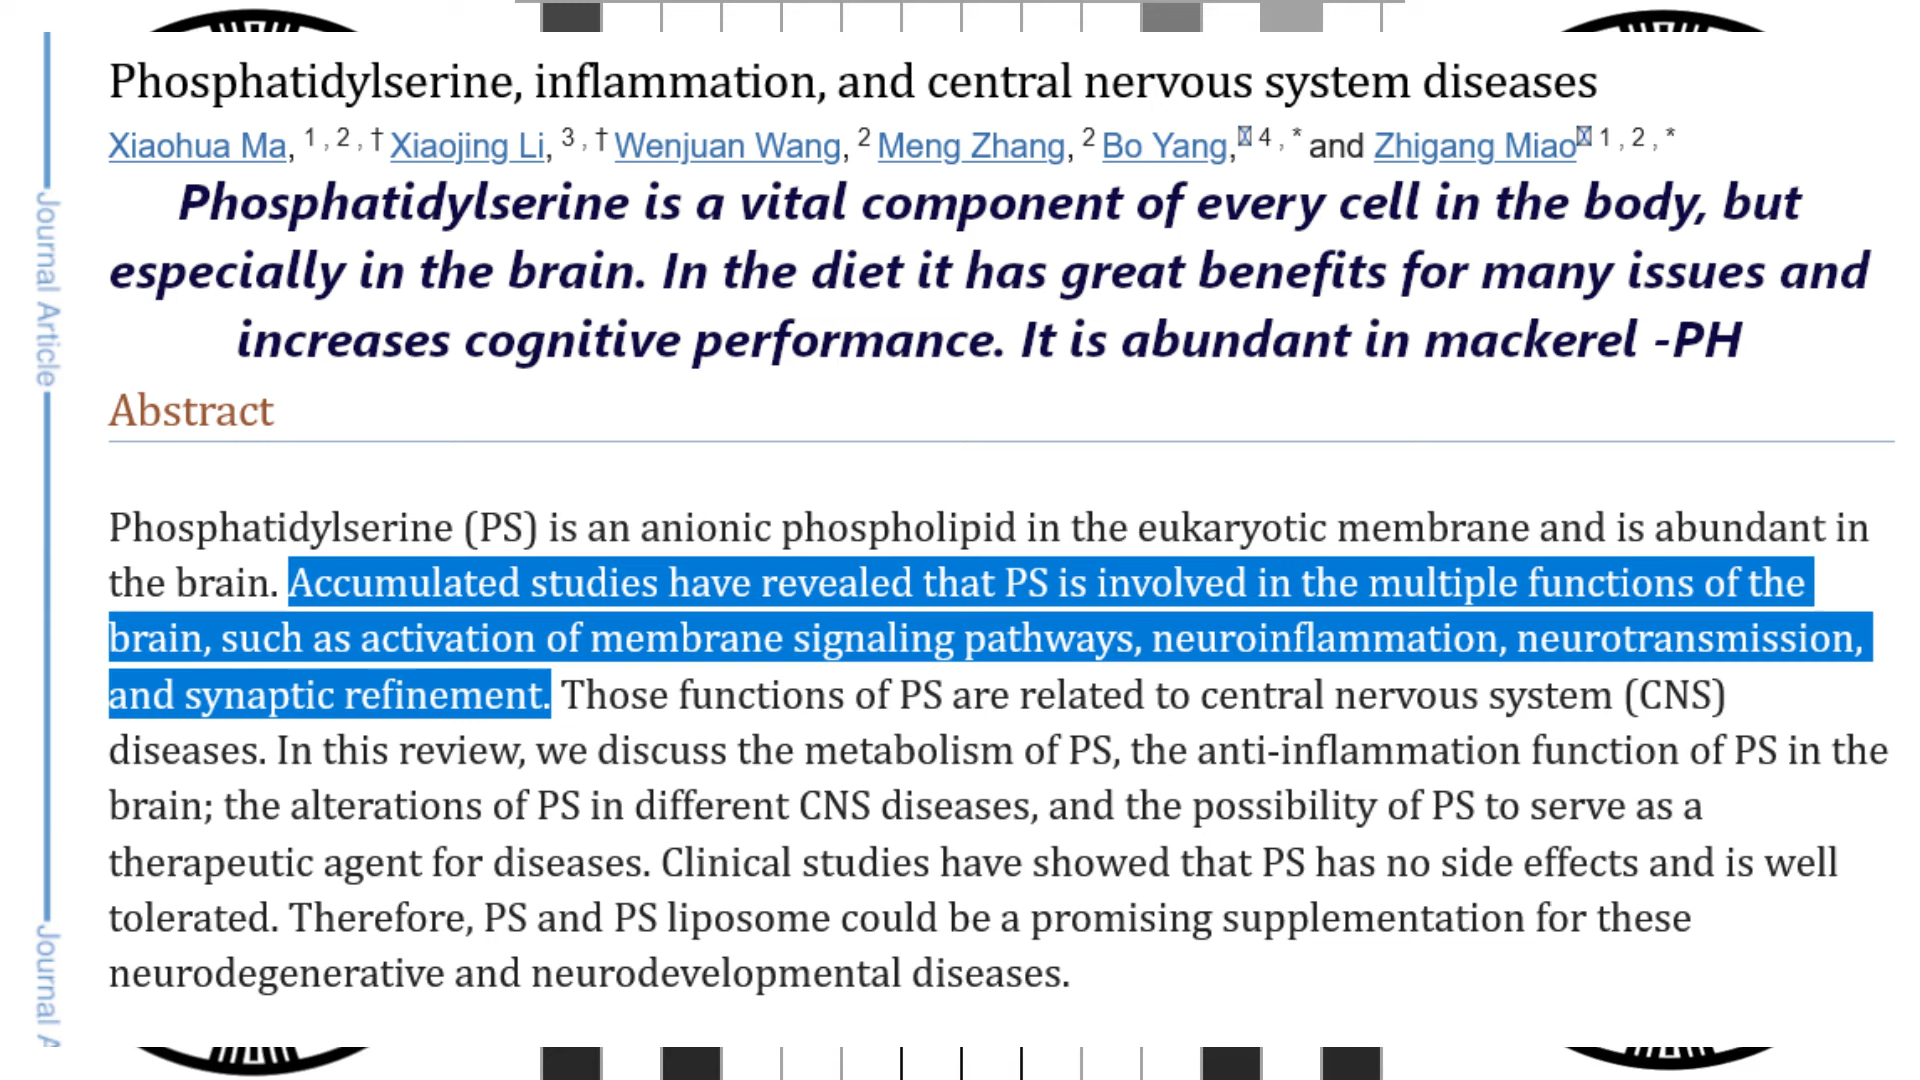 Phosphatidylserine, inflammation, and central nervous system diseases
Xiaohua Ma, 1 , 2 , † Xiaojing Li, 3 , † Wenjuan Wang, 2 Meng Zhang, 2 Bo Yang, 4 , * and Zhigang Miao 1 , 2 , *
Phosphatidylserine is a vital component of every cell in the body, but
especially in the brain. In the diet it has great benefits for many issues and
increases cognitive performance. It is abundant in mackerel -PH
Abstract
Phosphatidylserine (PS) is an anionic phospholipid in the eukaryotic membrane and is abundant in
the brain. Accumulated studies have revealed that PS is involved in the multiple functions of the
brain, such as activation of membrane signaling pathways, neuroinflammation, neurotransmission,
and synaptic refinement. Those functions of PS are related to central nervous system (CNS)
diseases. In this review, we discuss the metabolism of PS, the anti-inflammation function of PS in the
brain; the alterations of PS in different CNS diseases, and the possibility of PS to serve as a
therapeutic agent for diseases. Clinical studies have showed that PS has no side effects and is well
tolerated. Therefore, PS and PS liposome could be a promising supplementation for these
neurodegenerative and neurodevelopmental diseases.
Journal Article
Journal A